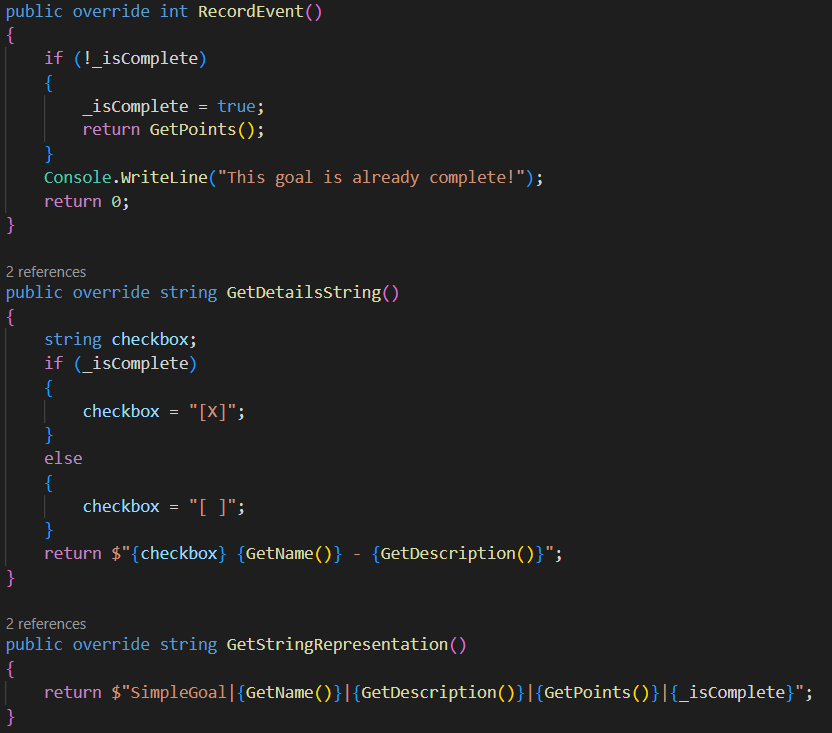 public override int RecordEvent()
{
    if (!_isComplete)
    {
        _isComplete = true;
        return GetPoints();
    }
    Console.WriteLine("This goal is already complete!");
    return 0;
}
2 references
public override string GetDetailsString()
{
    string checkbox;
    if (_isComplete)
    {
        checkbox = "[X]";
    }
    else
    {
        checkbox = "[ ]";
    }
    return $"{checkbox} {GetName()} - {GetDescription()}";
}
2 references
public override string GetStringRepresentation()
{
    return $"SimpleGoal|{GetName()}|{GetDescription()}|{GetPoints()}|{_isComplete}";
}